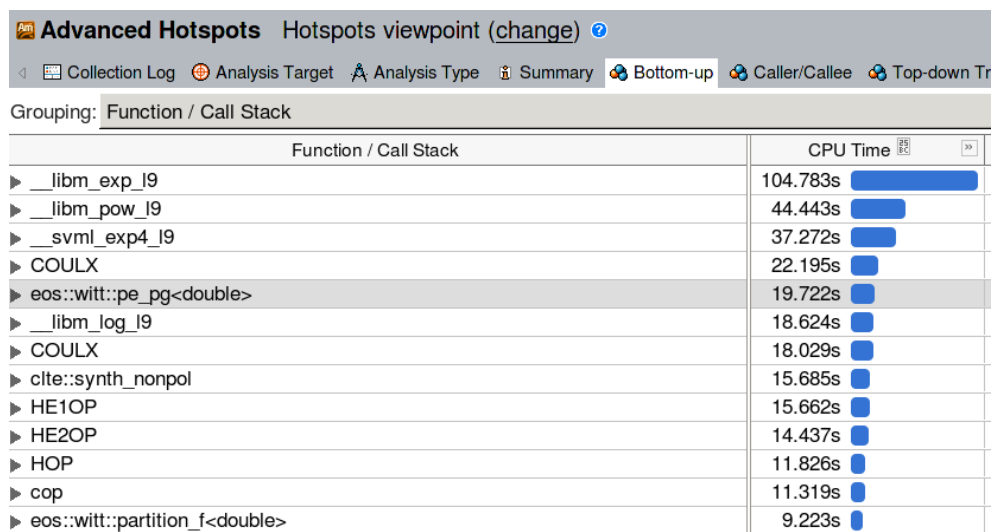 Am Advanced Hotspots Hotspots viewpoint (change) ?
Collection Log Analysis Target Analysis Type Summary Bottom-up Caller/Callee Top-down Tr
Grouping: Function / Call Stack
Function / Call Stack CPU Time »
__libm_exp_l9 104.783s
__libm_pow_l9 44.443s
__svml_exp4_l9 37.272s
COULX 22.195s
eos::witt::pe_pg<double> 19.722s
__libm_log_l9 18.624s
COULX 18.029s
clte::synth_nonpol 15.685s
HE1OP 15.662s
HE2OP 14.437s
HOP 11.826s
cop 11.319s
eos::witt::partition_f<double> 9.223s